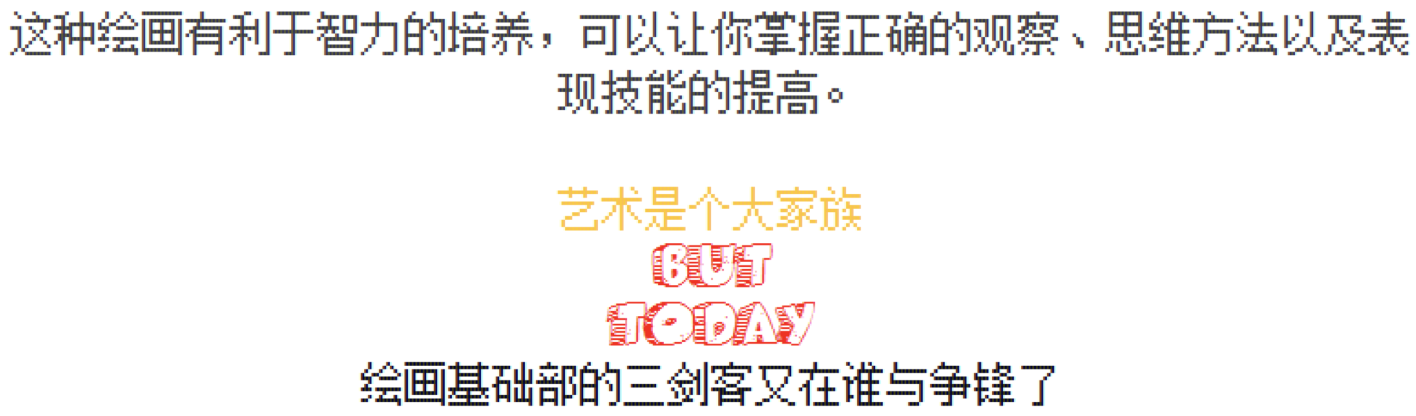 这种绘画有利于智力的培养，可以让你掌握正确的观察、思维方法以及表
现技能的提高。
艺术是个大家族
BUT
TODAY
绘画基础部的三剑客又在谁与争锋了